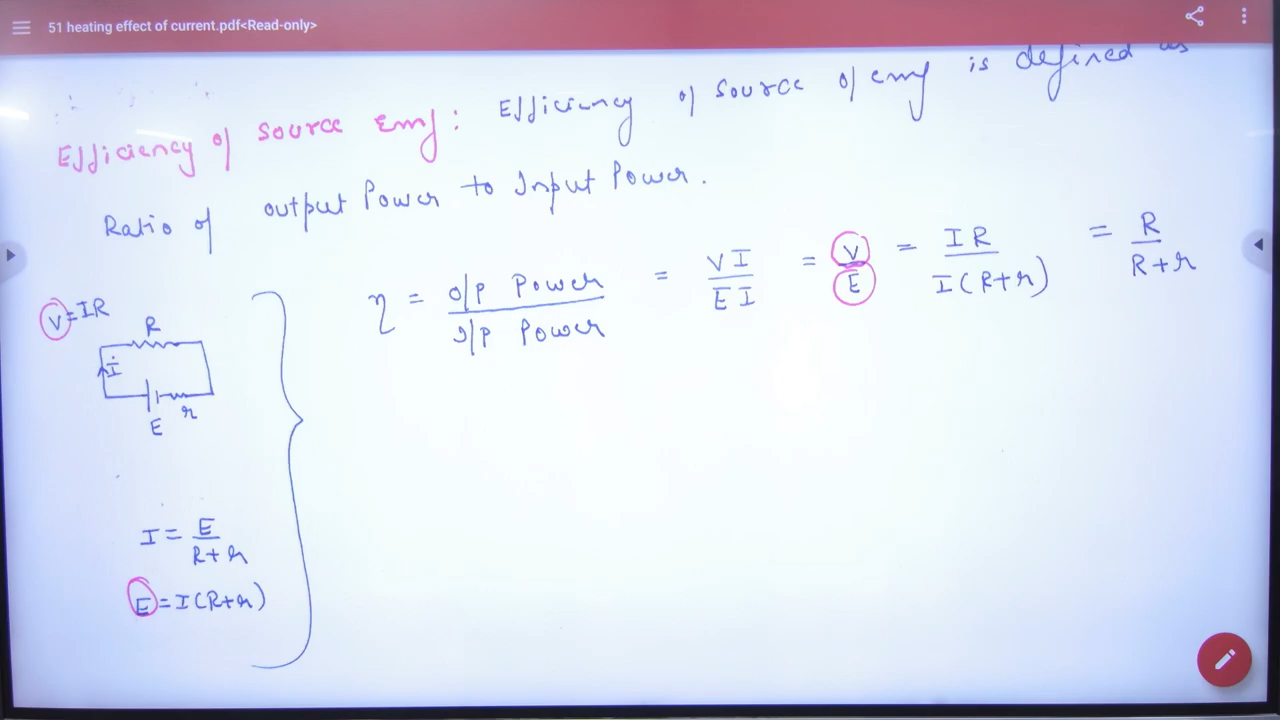 51 heating effect of current.pdf<Read-only>
Efficiency of source Emf: Efficiency of source of emf is defined as
Ratio of output Power to Input Power.
η = O/P Power / I/P Power = VI / EI = V / E = IR / I(R+r) = R / R+r
V=IR
R
I
E r
I = E / R+r
E = I(R+r)